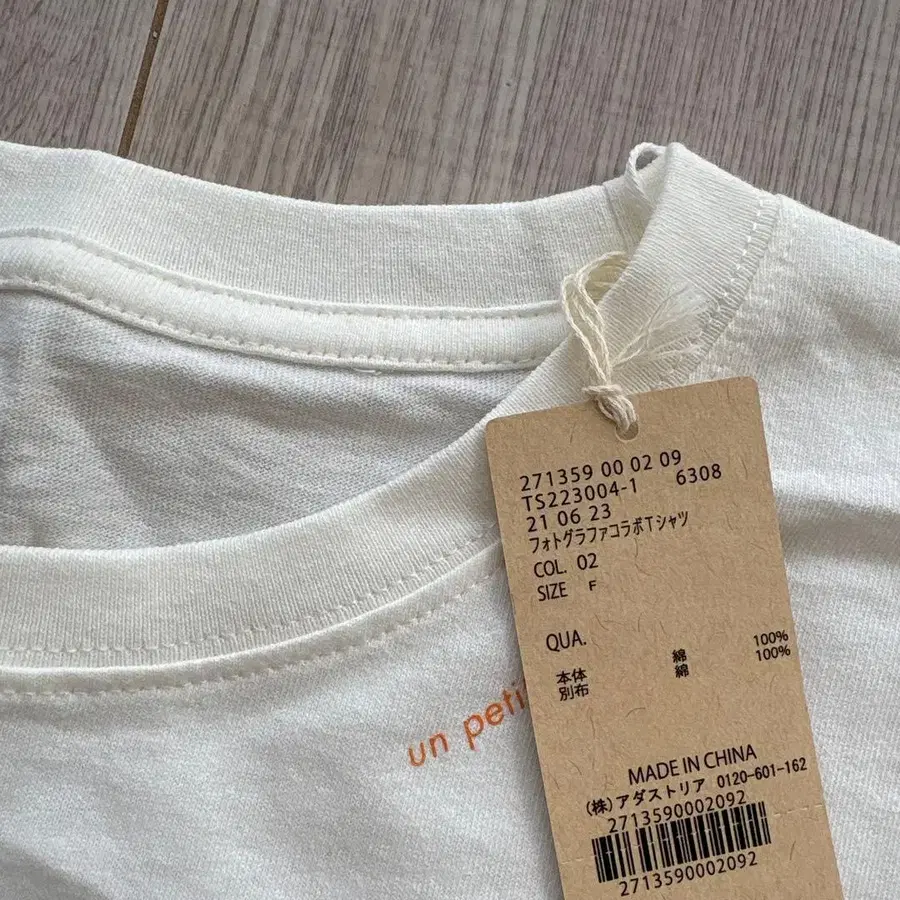 271359 00 02 09
TS223004-1 6308
21 06 23
フォトグラファコラボTシャツ
COL. 02
SIZE F
QUA.
本体 綿 100%
別布 綿 100%
un peti
MADE IN CHINA
(株)アダストリア 0120-601-162
2713590002092
2713590002092